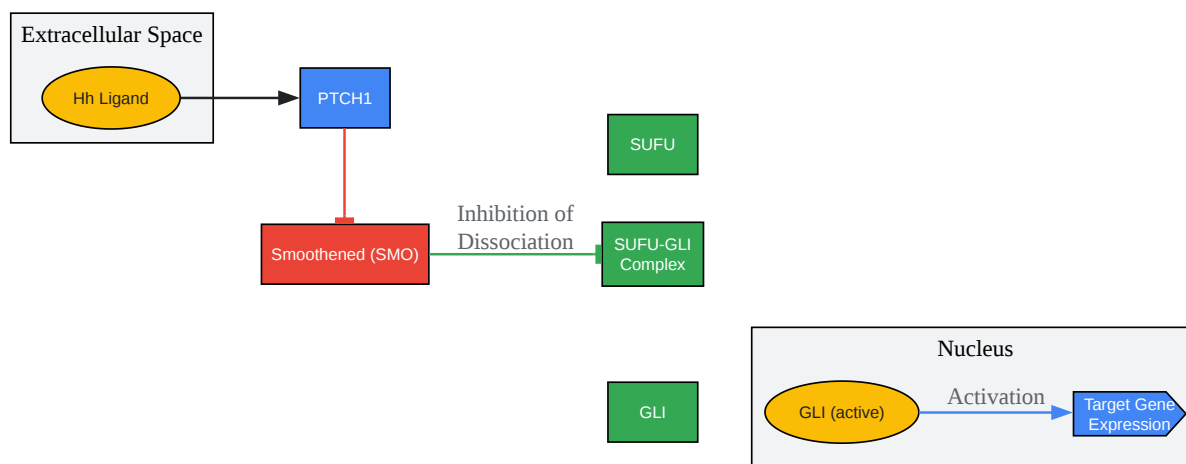 Extracellular Space
Hh Ligand
PTCH1
SUFU
Smoothened (SMO)
Inhibition of
Dissociation
SUFU-GLI
Complex
Nucleus
GLI
GLI (active)
Activation
Target Gene
Expression